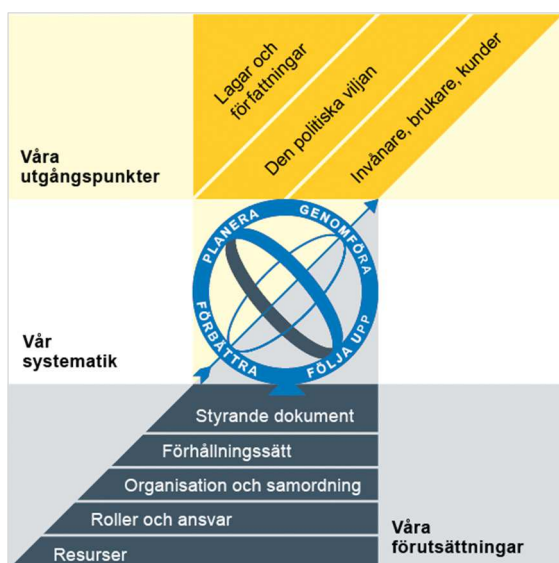 Lagar och
författningar
Den politiska viljan
Invånare, brukare, kunder
Våra
utgångspunkter
PLANERA
GENOMFÖRA
FÖLJA UPP
FÖRBÄTTRA
Vår
systematik
Styrande dokument
Förhållningssätt
Organisation och samordning
Roller och ansvar
Resurser
Våra
förutsättningar